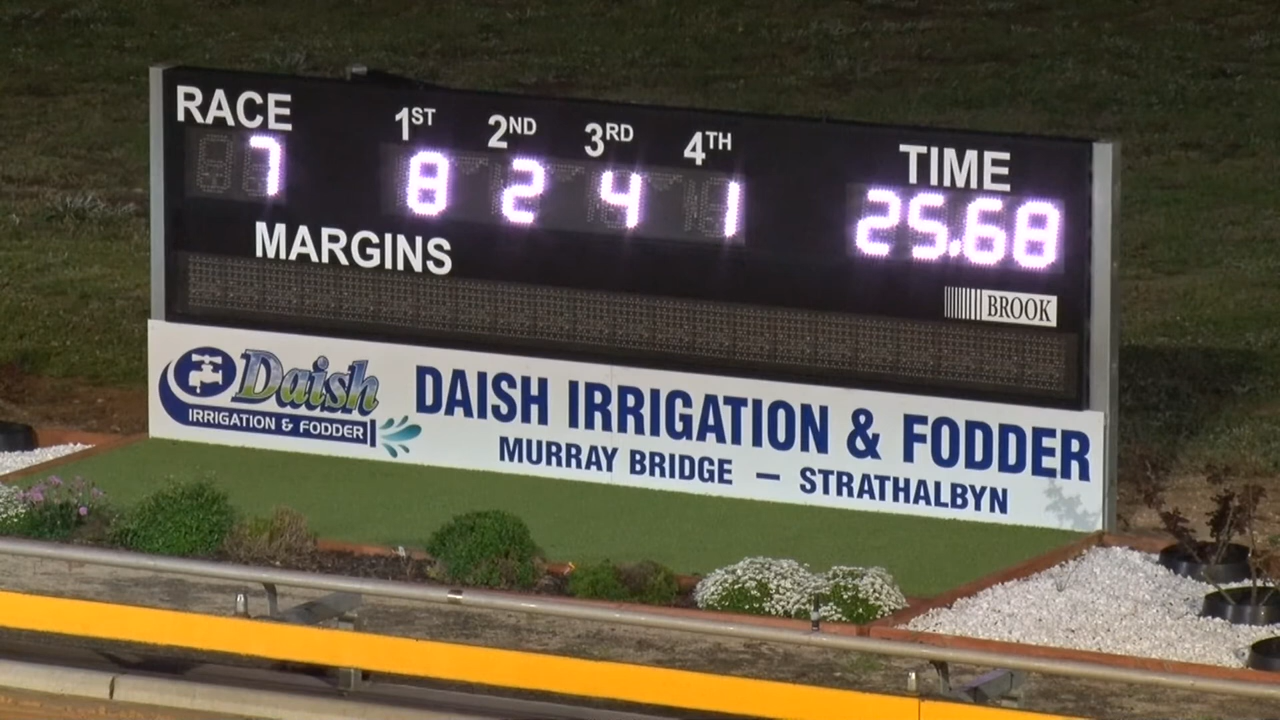 RACE 1ST 2ND 3RD 4TH TIME
7 8 2 4 1 25.68
MARGINS
BROOK
Daish
IRRIGATION & FODDER
DAISH IRRIGATION & FODDER
MURRAY BRIDGE — STRATHALBYN